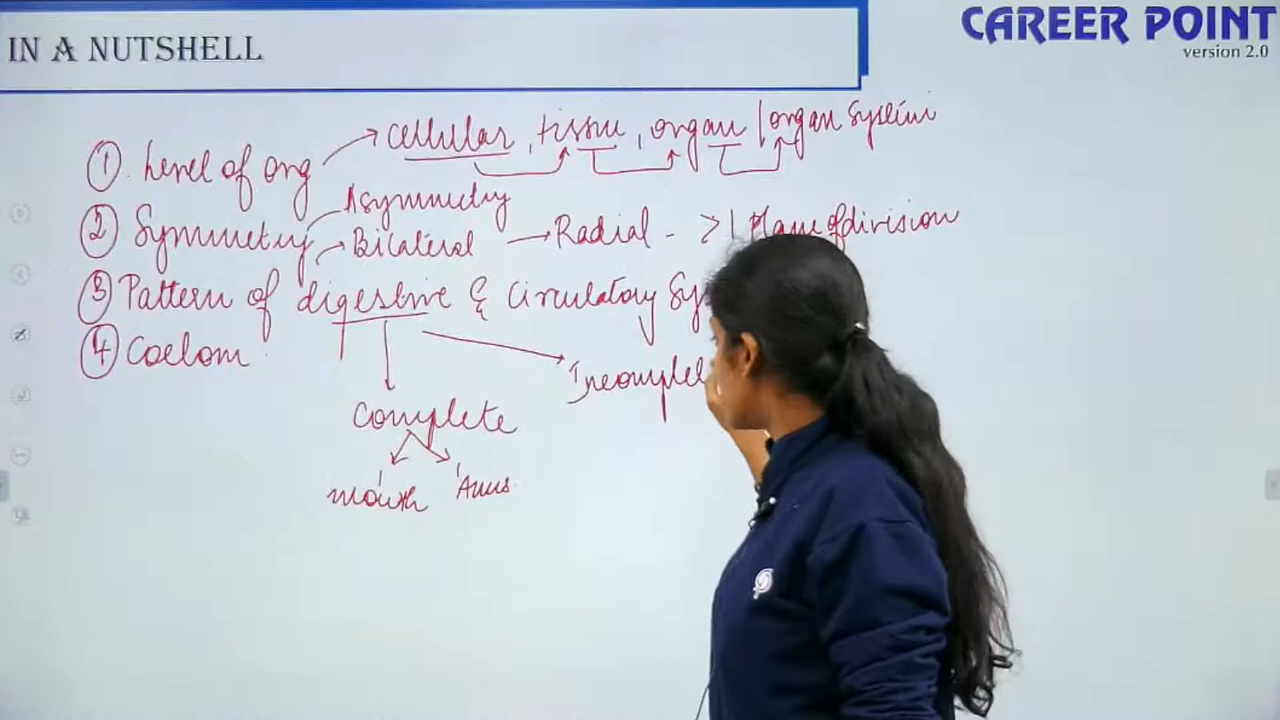 IN A NUTSHELL
CAREER POINT
version 2.0
① Level of org → cellular, tissue, organ / organ System
② Symmetry
Asymmetry
Bilateral → Radial - >1 Plane of division
③ Pattern of digestive & Circulatory Sy
④ Coelom
Incomplet
Complete
mouth Anus